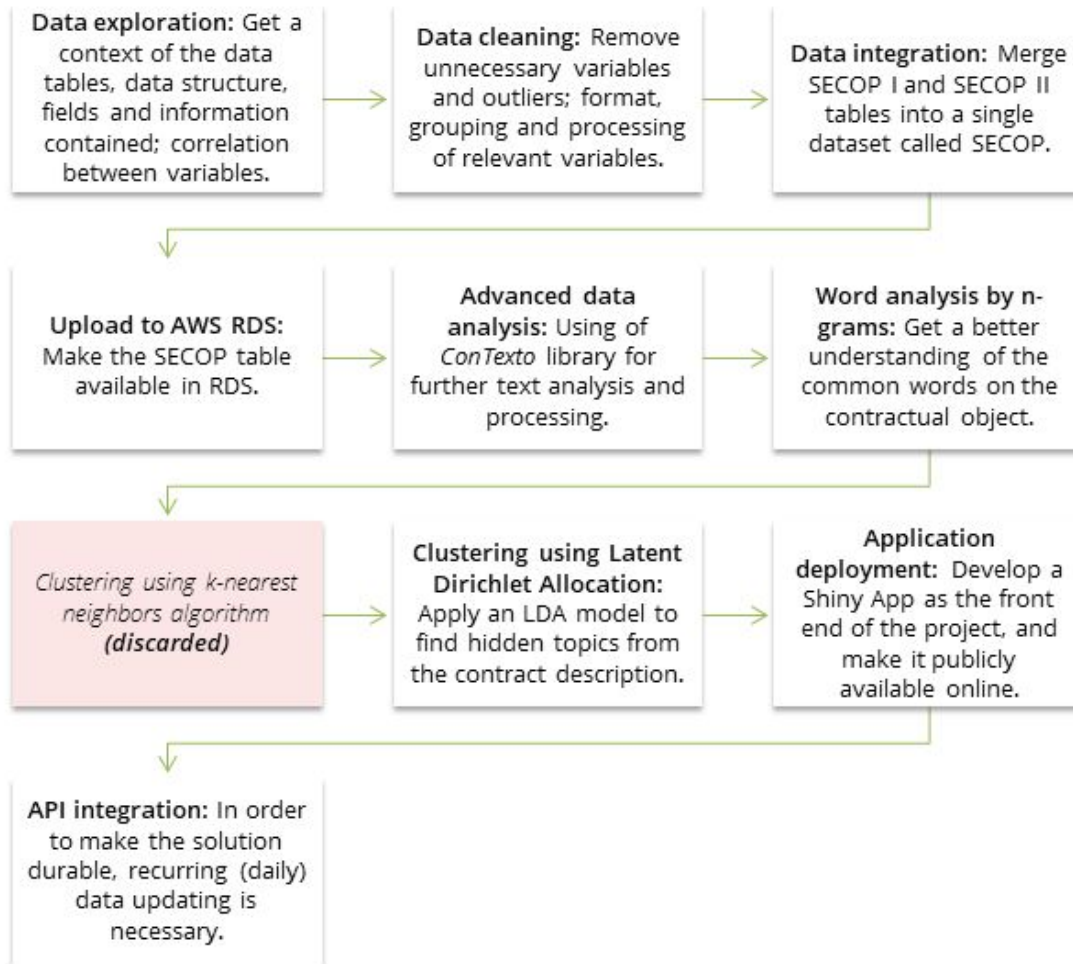 Data exploration: Get a
context of the data
tables, data structure,
fields and information
contained; correlation
between variables.
Data cleaning: Remove
unnecessary variables
and outliers; format,
grouping and processing
of relevant variables.
Data integration: Merge
SECOP I and SECOP II
tables into a single
dataset called SECOP.
Upload to AWS RDS:
Make the SECOP table
available in RDS.
Advanced data
analysis: Using of
ConTexto library for
further text analysis and
processing.
Word analysis by n-
grams: Get a better
understanding of the
common words on the
contractual object.
Clustering using k-nearest
neighbors algorithm
(discarded)
Clustering using Latent
Dirichlet Allocation:
Apply an LDA model to
find hidden topics from
the contract description.
Application
deployment: Develop a
Shiny App as the front
end of the project, and
make it publicly
available online.
API integration: In order
to make the solution
durable, recurring (daily)
data updating is
necessary.